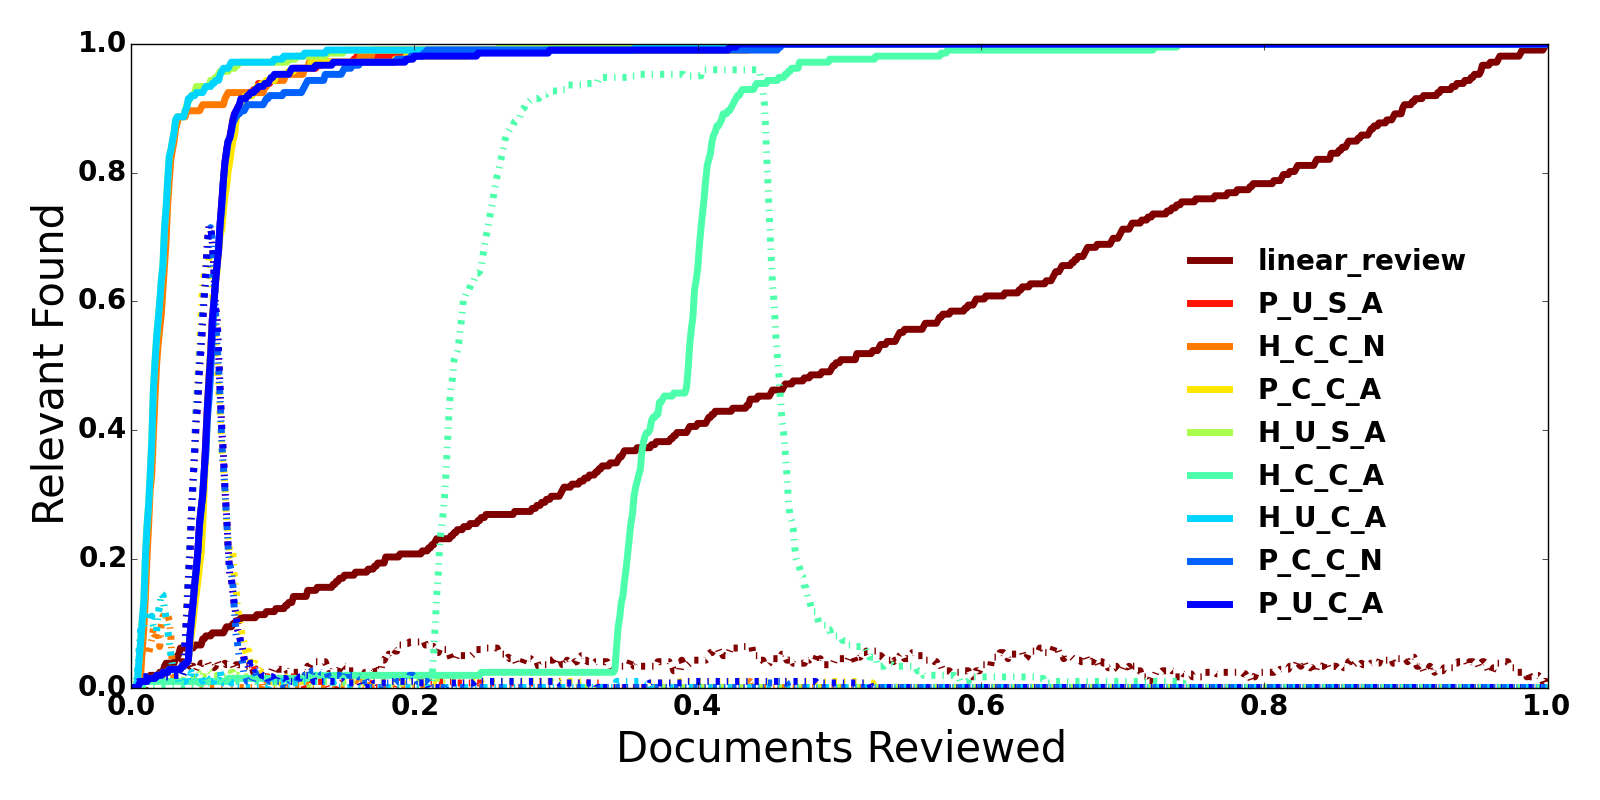 1.0
0.8
0.6
0.4
0.2
0.0
Relevant Found
linear_review
P_U_S_A
H_C_C_N
P_C_C_A
H_U_S_A
H_C_C_A
H_U_C_A
P_C_C_N
P_U_C_A
0.0 0.2 0.4 0.6 0.8 1.0
Documents Reviewed